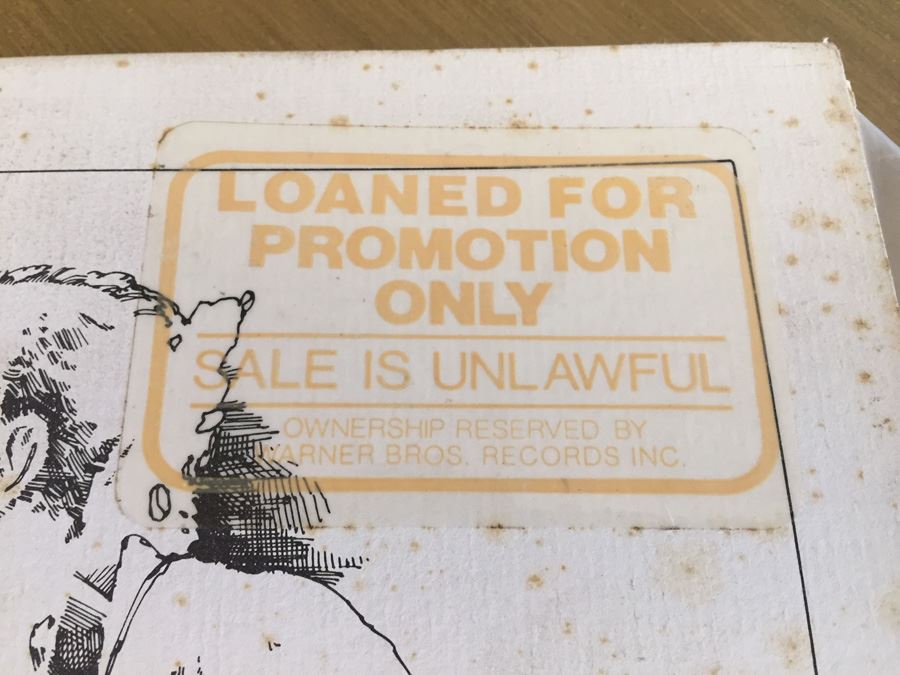 LOANED FOR
PROMOTION
ONLY
SALE IS UNLAWFUL
OWNERSHIP RESERVED BY
WARNER BROS. RECORDS INC.